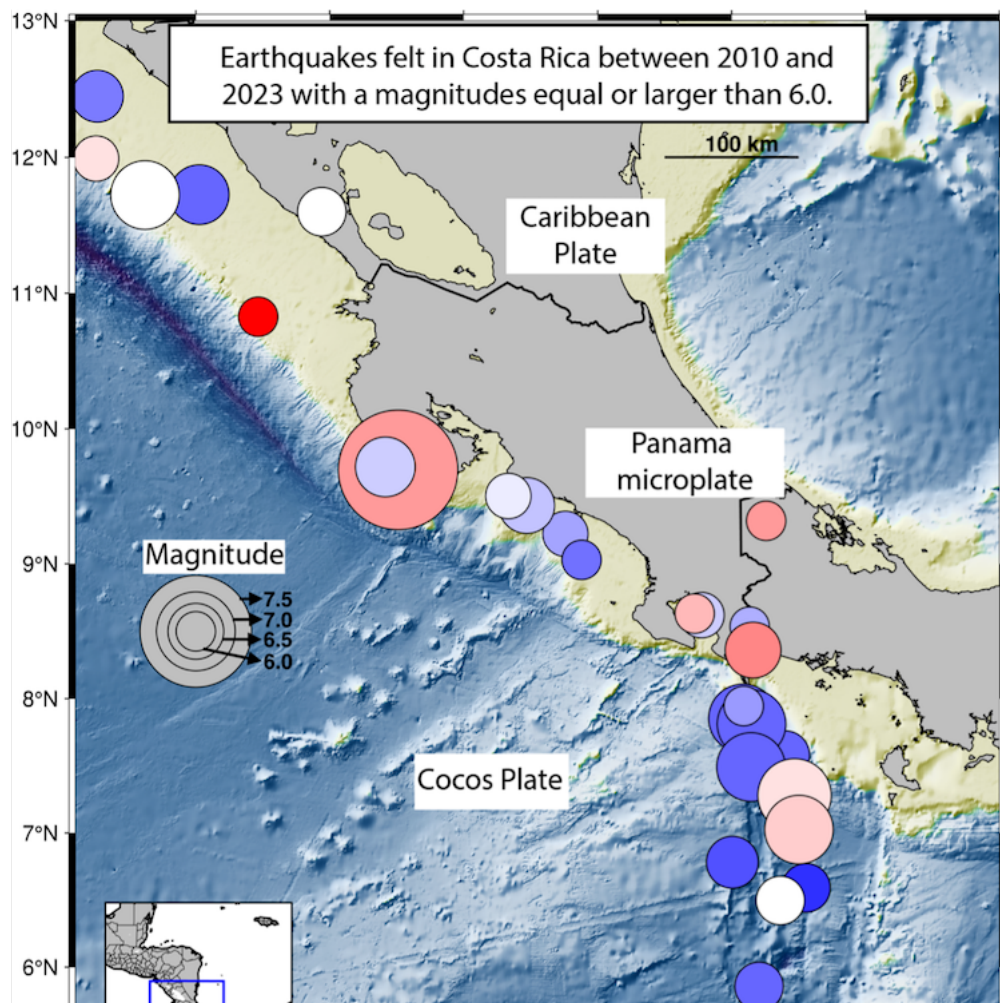 13°N
Earthquakes felt in Costa Rica between 2010 and
2023 with a magnitudes equal or larger than 6.0.
12°N
100 km
Caribbean
Plate
11°N
10°N
Panama
microplate
9°N
Magnitude
7.5
7.0
6.5
6.0
8°N
Cocos Plate
7°N
6°N